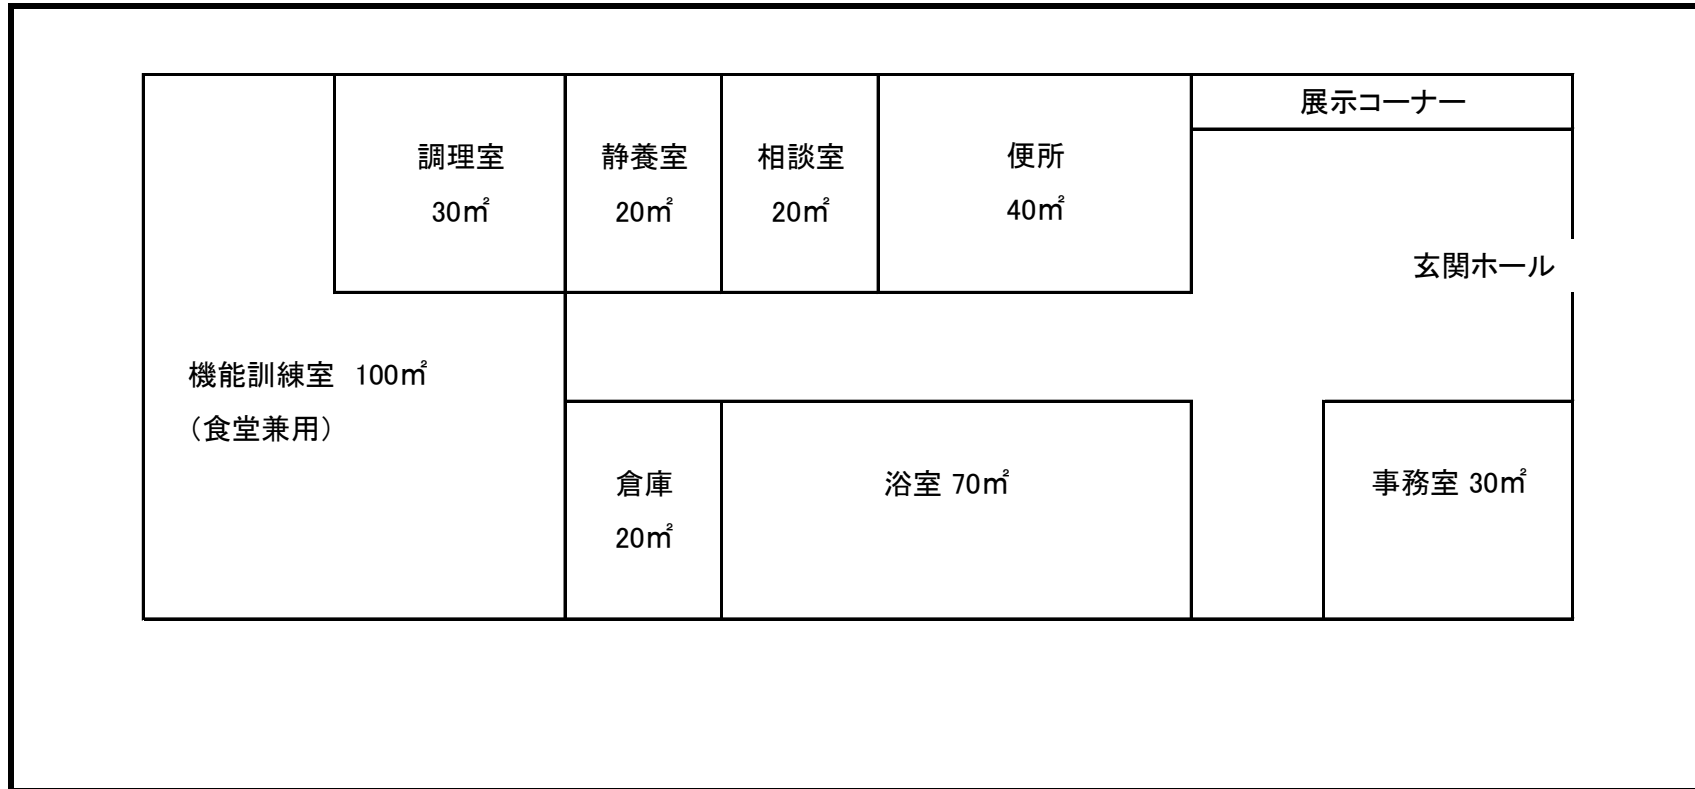 展示コーナー
調理室
30㎡
静養室
20㎡
相談室
20㎡
便所
40㎡
玄関ホール
機能訓練室　100㎡
（食堂兼用）
倉庫
20㎡
浴室 70㎡
事務室 30㎡